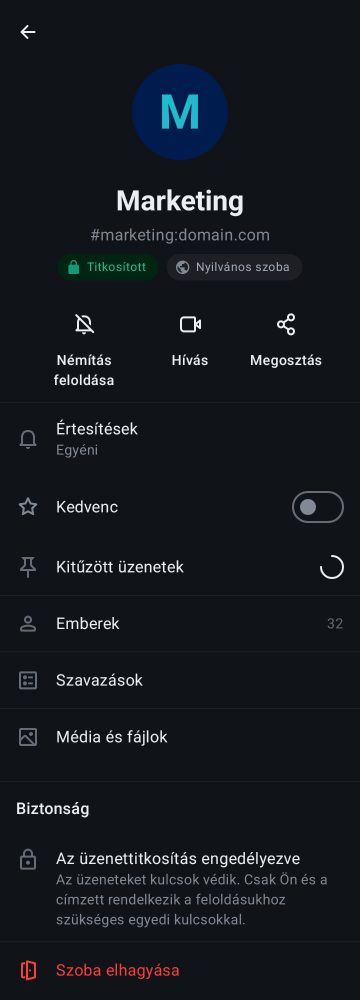 M
Marketing
#marketing:domain.com
Titkosított
Nyilvános szoba
Némítás
feloldása
Hívás
Megosztás
Értesítések
Egyéni
Kedvenc
Kitűzött üzenetek
Emberek
32
Szavazások
Média és fájlok
Biztonság
Az üzenettitkosítás engedélyezve
Az üzeneteket kulcsok védik. Csak Ön és a
címzett rendelkezik a feloldásukhoz
szükséges egyedi kulcsokkal.
Szoba elhagyása